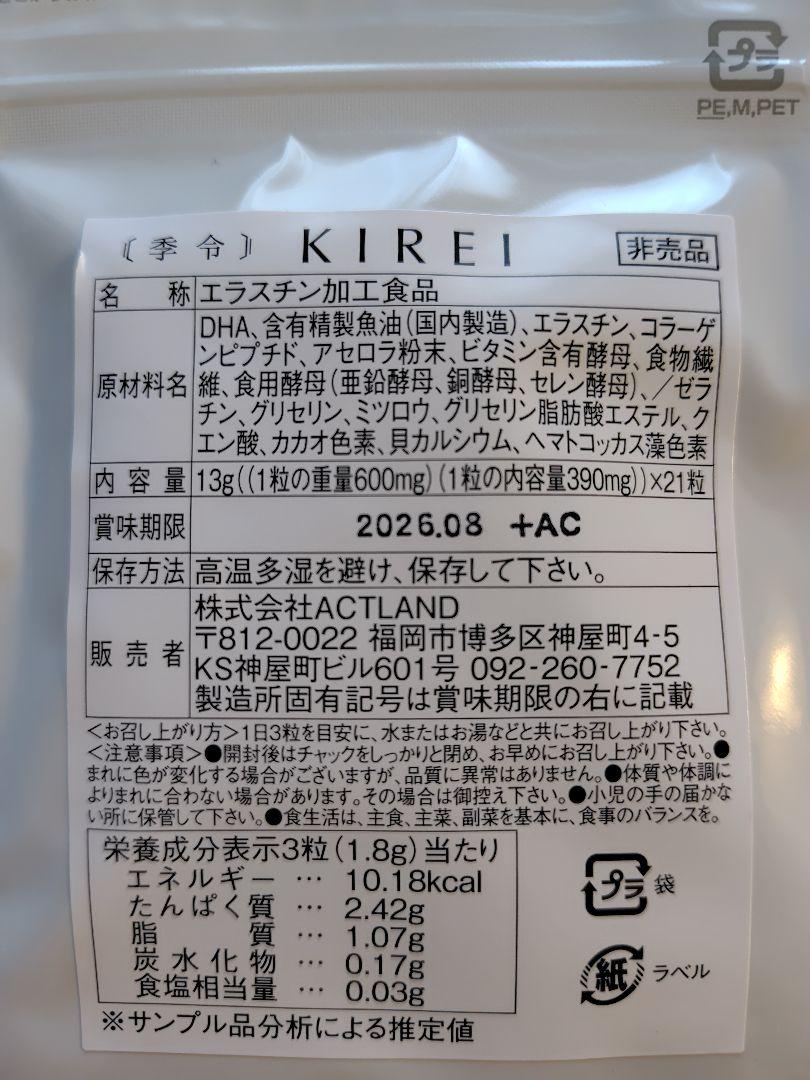 プラ
PE,M,PET
〔季令〕 KIREI 非売品
名称 エラスチン加工食品
原材料名 DHA、含有精製魚油(国内製造)、エラスチン、コラーゲ
ンペプチド、アセロラ粉末、ビタミン含有酵母、食物繊
維、食用酵母(亜鉛酵母、銅酵母、セレン酵母)、/ゼラ
チン、グリセリン、ミツロウ、グリセリン脂肪酸エステル、ク
エン酸、カカオ色素、貝カルシウム、ヘマトコッカス藻色素
内容量 13g((1粒の重量600mg)(1粒の内容量390mg))×21粒
賞味期限 2026.08 +AC
保存方法 高温多湿を避け、保存して下さい。
販売者 株式会社ACTLAND
〒812-0022 福岡市博多区神屋町4-5
KS神屋町ビル601号 092-260-7752
製造所固有記号は賞味期限の右に記載
<お召し上がり方>1日3粒を目安に、水またはお湯などと共にお召し上がり下さい。
<注意事項>●開封後はチャックをしっかりと閉め、お早めにお召し上がり下さい。●
まれに色が変化する場合がございますが、品質に異常はありません。●体質や体調に
よりまれに合わない場合があります。その場合は御控え下さい。●小児の手の届かな
い所に保管して下さい。●食生活は、主食、主菜、副菜を基本に、食事のバランスを。
栄養成分表示3粒(1.8g)当たり
エネルギー … 10.18kcal
たんぱく質 … 2.42g
脂質 … 1.07g
炭水化物 … 0.17g
食塩相当量 … 0.03g
※サンプル品分析による推定値
プラ 袋
紙 ラベル